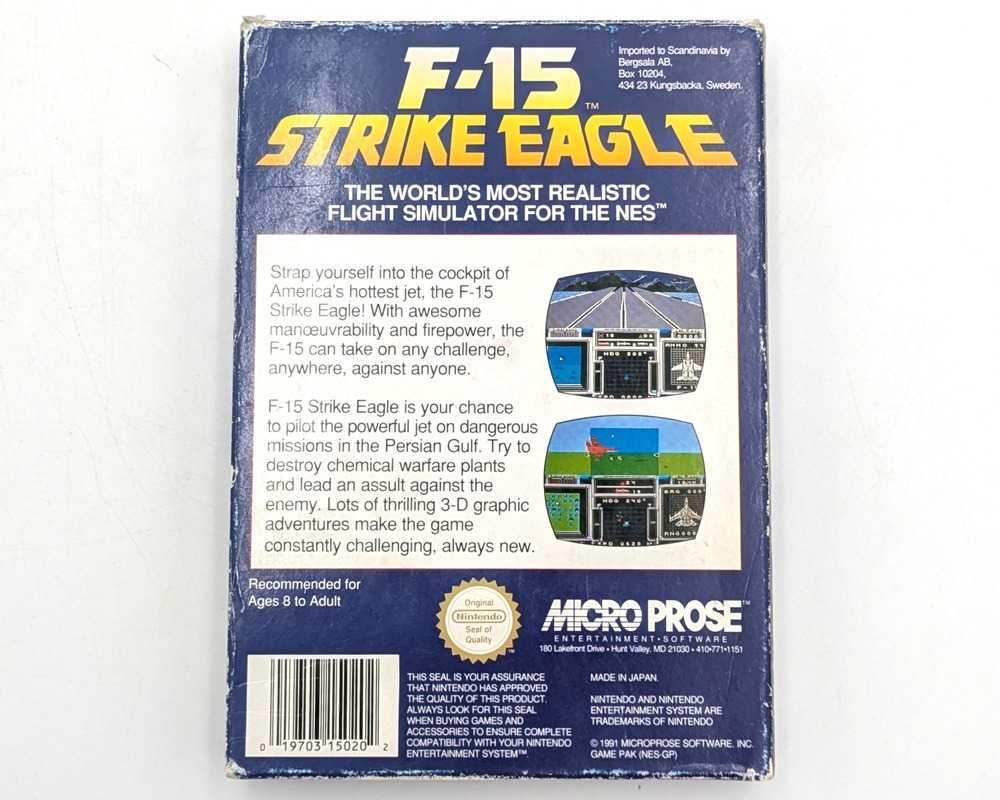 F-15™
STRIKE EAGLE
Imported to Scandinavia by
Bergsala AB,
Box 10204,
434 23 Kungsbacka, Sweden.
THE WORLD'S MOST REALISTIC
FLIGHT SIMULATOR FOR THE NES™
Strap yourself into the cockpit of
America's hottest jet, the F-15
Strike Eagle! With awesome
manœuvrability and firepower, the
F-15 can take on any challenge,
anywhere, against anyone.
F-15 Strike Eagle is your chance
to pilot the powerful jet on dangerous
missions in the Persian Gulf. Try to
destroy chemical warfare plants
and lead an assult against the
enemy. Lots of thrilling 3-D graphic
adventures make the game
constantly challenging, always new.
Recommended for
Ages 8 to Adult
Original
Nintendo
Seal of
Quality
™
MICRO PROSE™
ENTERTAINMENT • SOFTWARE
180 Lakefront Drive • Hunt Valley, MD 21030 • 410•771•1151
0 19703 15020 2
THIS SEAL IS YOUR ASSURANCE
THAT NINTENDO HAS APPROVED
THE QUALITY OF THIS PRODUCT.
ALWAYS LOOK FOR THIS SEAL
WHEN BUYING GAMES AND
ACCESSORIES TO ENSURE COMPLETE
COMPATIBILITY WITH YOUR NINTENDO
ENTERTAINMENT SYSTEM™
MADE IN JAPAN.
NINTENDO AND NINTENDO
ENTERTAINMENT SYSTEM ARE
TRADEMARKS OF NINTENDO
© 1991 MICROPROSE SOFTWARE. INC.
GAME PAK (NES-GP)